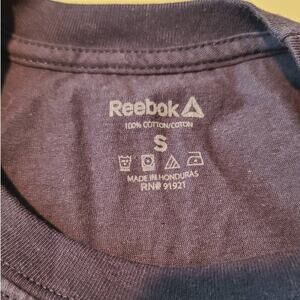 Reebok
100% COTTON/COTON
S
MADE IN HONDURAS
RN# 91921